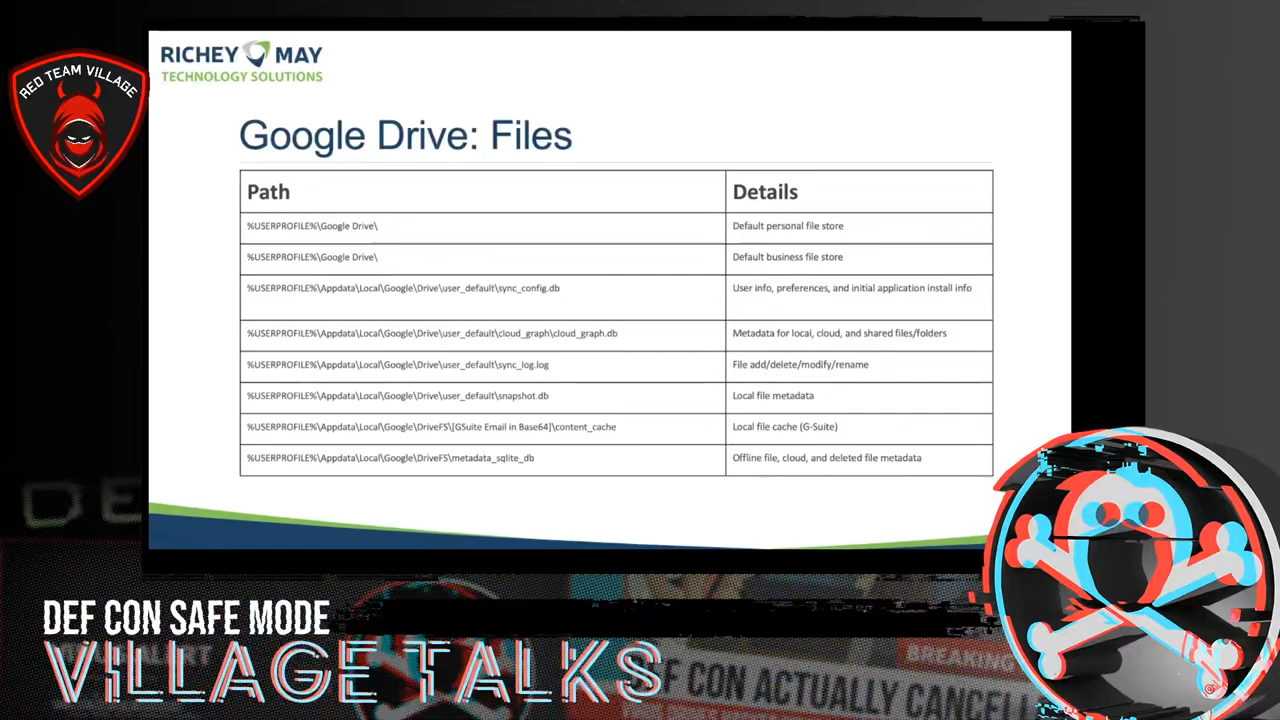 RICHEY MAY
TECHNOLOGY SOLUTIONS
RED TEAM VILLAGE
Google Drive: Files
Path Details
%USERPROFILE%\Google Drive\ Default personal file store
%USERPROFILE%\Google Drive\ Default business file store
%USERPROFILE%\Appdata\Local\Google\Drive\user_default\sync_config.db User info, preferences, and initial application install info
%USERPROFILE%\Appdata\Local\Google\Drive\user_default\cloud_graph\cloud_graph.db Metadata for local, cloud, and shared files/folders
%USERPROFILE%\Appdata\Local\Google\Drive\user_default\sync_log.log File add/delete/modify/rename
%USERPROFILE%\Appdata\Local\Google\Drive\user_default\snapshot.db Local file metadata
%USERPROFILE%\Appdata\Local\Google\DriveFS\[GSuite Email in Base64]\content_cache Local file cache (G-Suite)
%USERPROFILE%\Appdata\Local\Google\DriveFS\metadata_sqlite_db Offline file, cloud, and deleted file metadata
DE
DEF CON SAFE MODE
VILLAGE TALKS
BREAKING
DEF CON ACTUALLY CANCELL